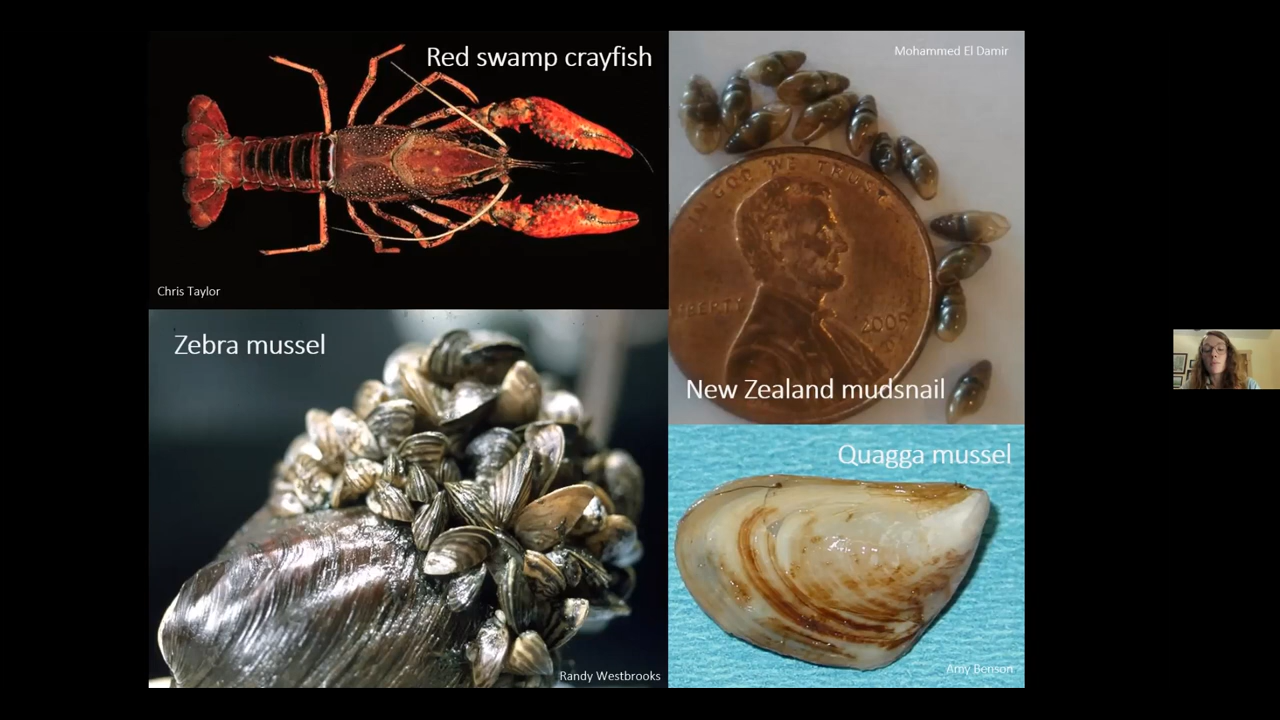 Red swamp crayfish
Chris Taylor
Mohammed El Damir
IN GOD WE TRUST
LIBERTY
2005
New Zealand mudsnail
Zebra mussel
Randy Westbrooks
Quagga mussel
Amy Benson